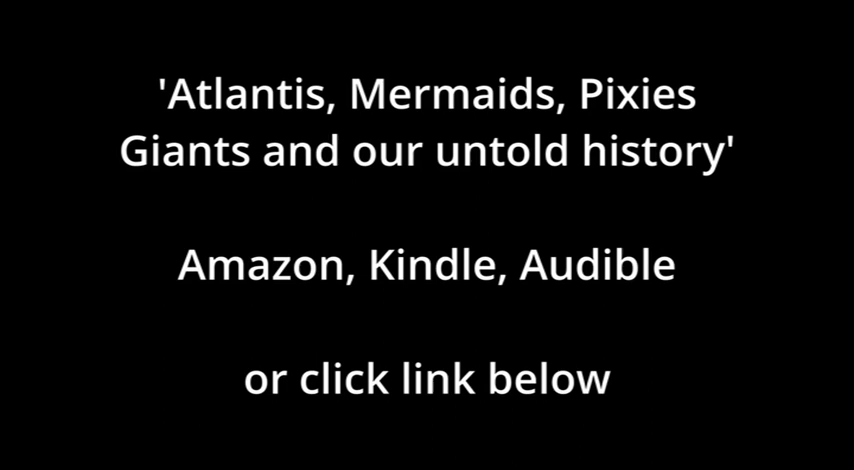 'Atlantis, Mermaids, Pixies
Giants and our untold history'
Amazon, Kindle, Audible
or click link below